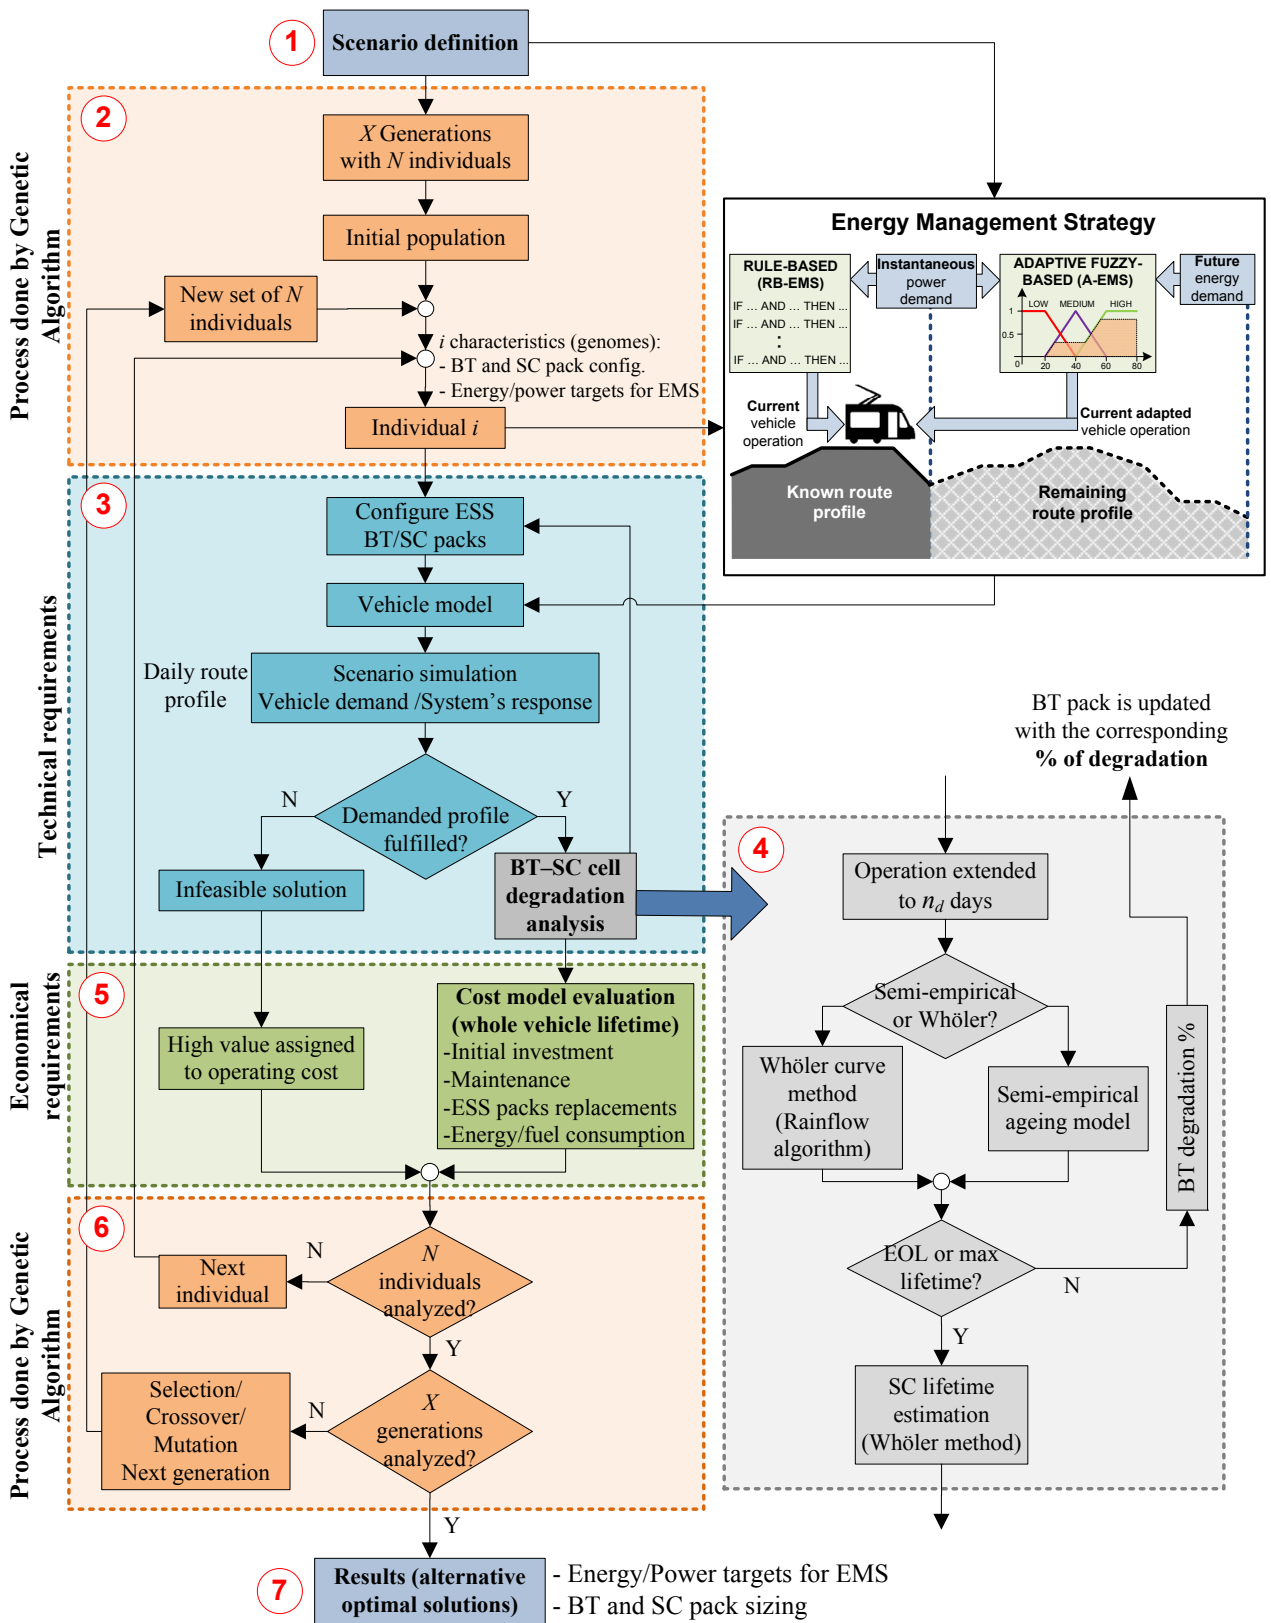 1
Scenario definition
2
Process done by Genetic
Algorithm
X Generations
with N individuals
Initial population
New set of N
individuals
i characteristics (genomes):
- BT and SC pack config.
- Energy/power targets for EMS
Individual i
Energy Management Strategy
RULE-BASED
(RB-EMS)
IF ... AND ... THEN ...
IF ... AND ... THEN ...
:
IF ... AND ... THEN ...
Instantaneous
power
demand
ADAPTIVE FUZZY-
BASED (A-EMS)
LOW MEDIUM HIGH
1
0.5
0
20 40 60 80
Future
energy
demand
Current
vehicle
operation
Current adapted
vehicle operation
Known route
profile
Remaining
route profile
3
Technical requirements
Configure ESS
BT/SC packs
Vehicle model
Daily route
profile
Scenario simulation
Vehicle demand /System's response
N
Y
Demanded profile
fulfilled?
Infeasible solution
BT–SC cell
degradation
analysis
BT pack is updated
with the corresponding
% of degradation
4
Operation extended
to nd days
Semi-empirical
or Whöler?
Whöler curve
method
(Rainflow
algorithm)
Semi-empirical
ageing model
BT degradation %
EOL or max
lifetime?
N
Y
SC lifetime
estimation
(Whöler method)
5
Economical
requirements
High value assigned
to operating cost
Cost model evaluation
(whole vehicle lifetime)
-Initial investment
-Maintenance
-ESS packs replacements
-Energy/fuel consumption
6
Process done by Genetic
Algorithm
N
individuals
analyzed?
N
Next
individual
Y
X
generations
analyzed?
N
Selection/
Crossover/
Mutation
Next generation
Y
7
Results (alternative
optimal solutions)
- Energy/Power targets for EMS
- BT and SC pack sizing